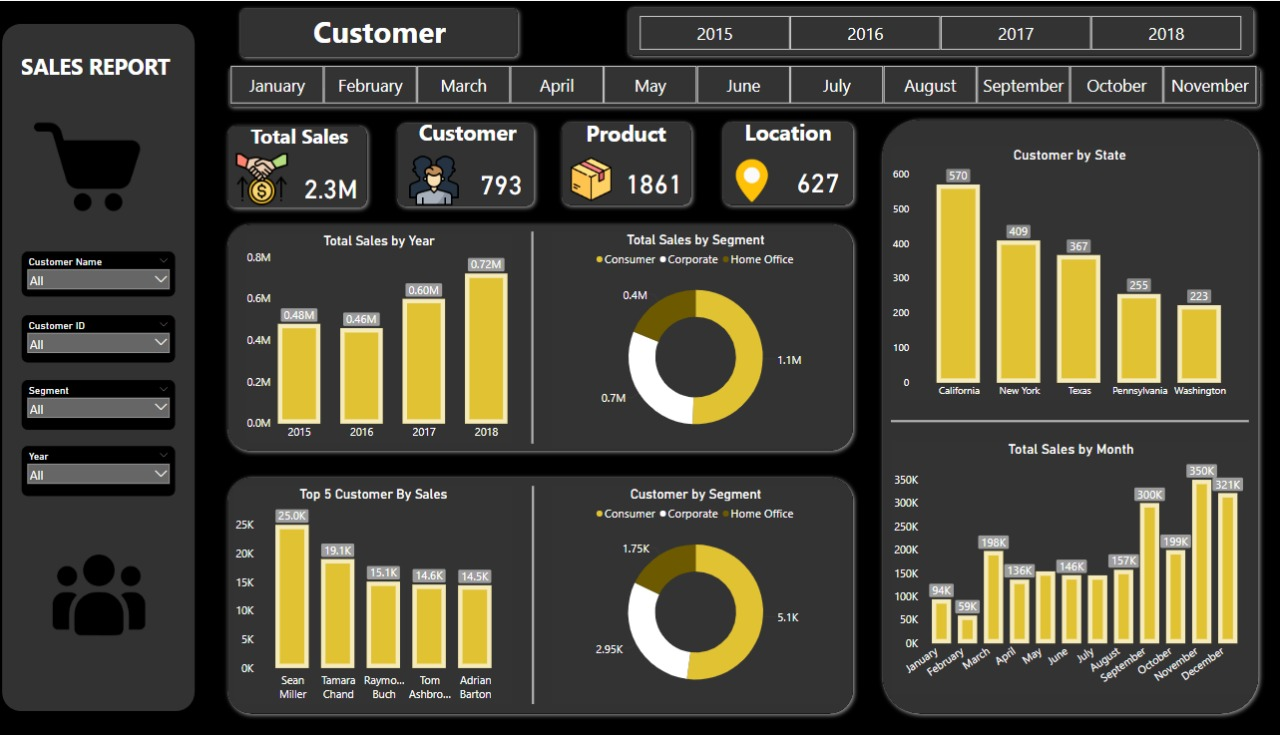 SALES REPORT
Customer Name
All
Customer ID
All
Segment
All
Year
All
Customer
2015 2016 2017 2018
January February March April May June July August September October November
Total Sales
2.3M
Customer
793
Product
1861
Location
627
Total Sales by Year
0.8M
0.6M
0.4M
0.2M
0.0M
0.48M 0.46M 0.60M 0.72M
2015 2016 2017 2018
Total Sales by Segment
Consumer Corporate Home Office
0.4M
1.1M
0.7M
Top 5 Customer By Sales
25K
20K
15K
10K
5K
0K
25.0K 19.1K 15.1K 14.6K 14.5K
Sean Tamara Raymo... Tom Adrian
Miller Chand Buch Ashbro... Barton
Customer by Segment
Consumer Corporate Home Office
1.75K
5.1K
2.95K
Customer by State
600
500
400
300
200
100
0
570 409 367 255 223
California New York Texas Pennsylvania Washington
Total Sales by Month
350K
300K
250K
200K
150K
100K
50K
0K
94K 59K 198K 136K 146K 157K 300K 199K 350K 321K
January February March April May June July August September October November December